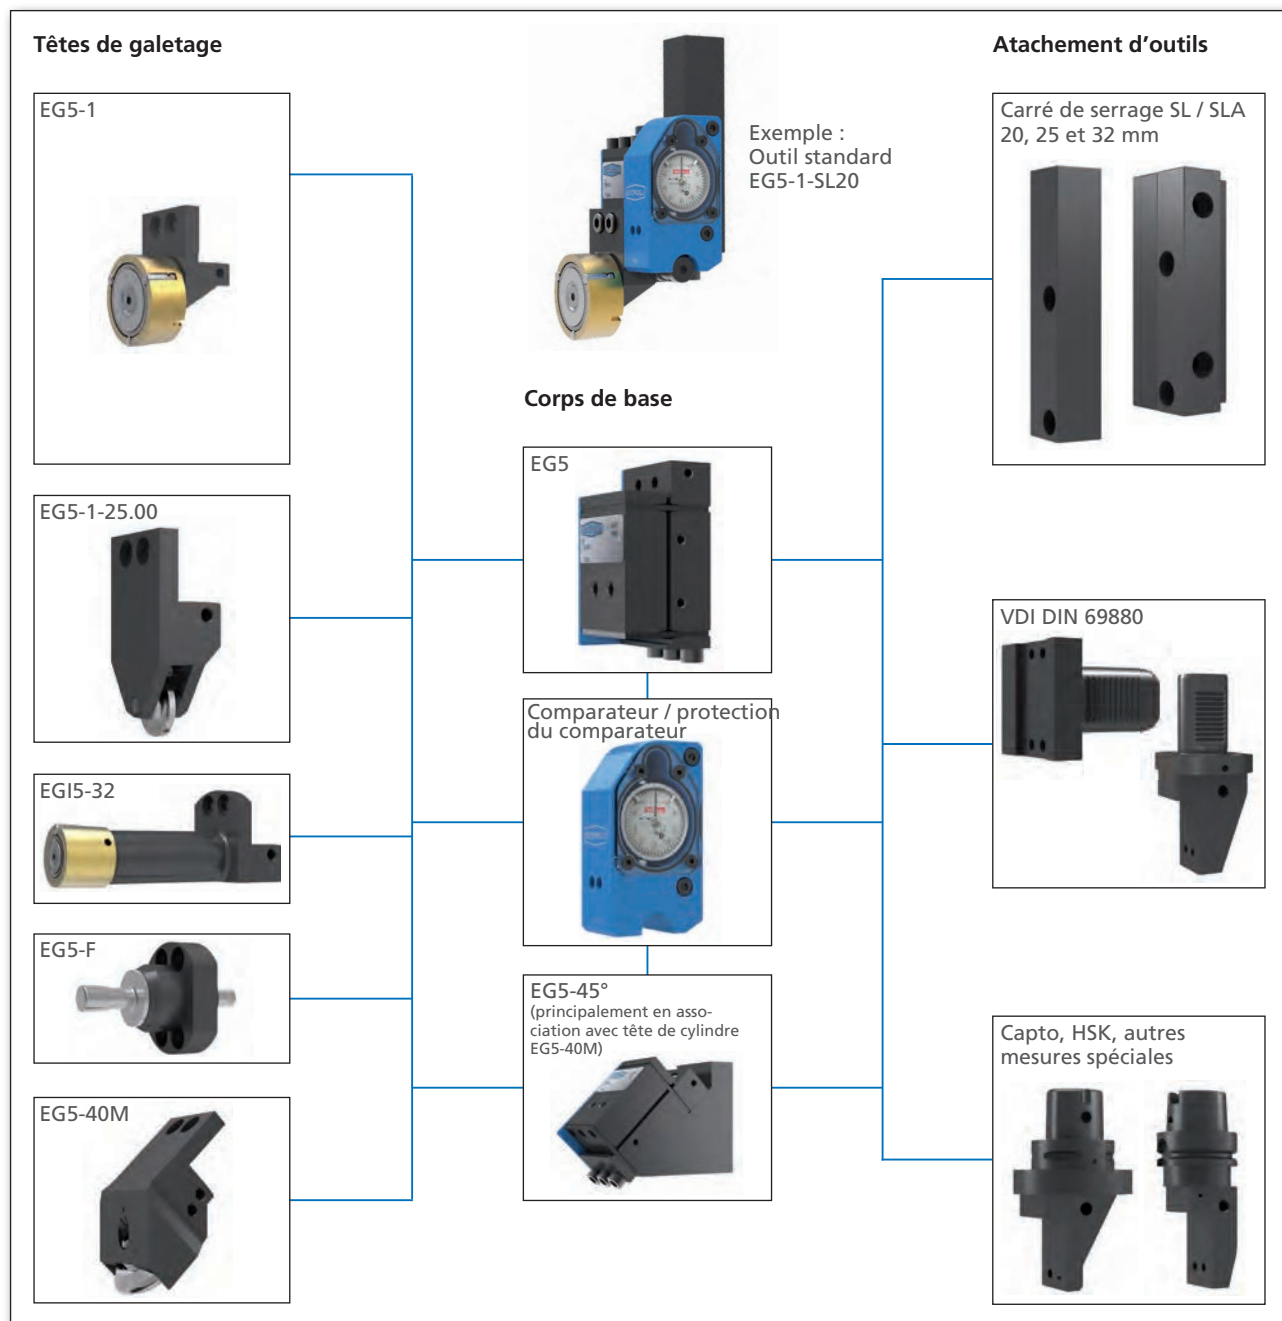 Têtes de galetage
EG5-1
EG5-1-25.00
EGI5-32
EG5-F
EG5-40M
Exemple :
Outil standard
EG5-1-SL20
Corps de base
EG5
Comparateur / protection
du comparateur
EG5-45°
(principalement en asso-
ciation avec tête de cylindre
EG5-40M)
Atachement d’outils
Carré de serrage SL / SLA
20, 25 et 32 mm
VDI DIN 69880
Capto, HSK, autres
mesures spéciales